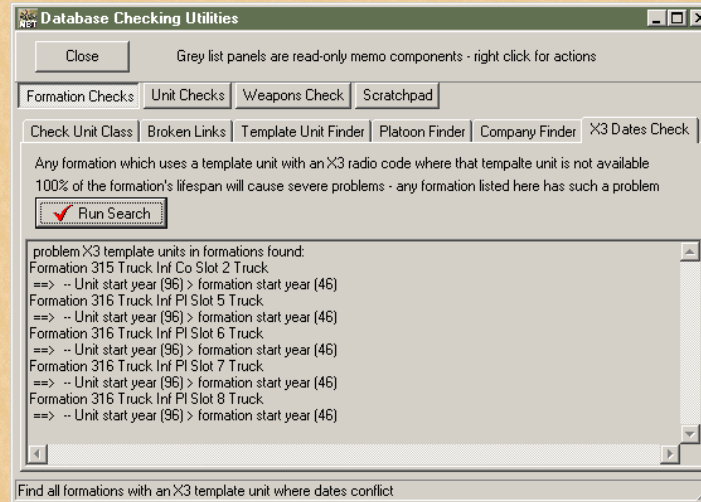 NET
Database Checking Utilities
Close
Grey list panels are read-only memo components - right click for actions
Formation Checks
Unit Checks
Weapons Check
Scratchpad
Check Unit Class
Broken Links
Template Unit Finder
Platoon Finder
Company Finder
X3 Dates Check
Any formation which uses a template unit with an X3 radio code where that tempalte unit is not available
100% of the formation's lifespan will cause severe problems - any formation listed here has such a problem
Run Search
problem X3 template units in formations found:
Formation 315 Truck Inf Co Slot 2 Truck
==> -- Unit start year (96) > formation start year (46)
Formation 316 Truck Inf Pl Slot 5 Truck
==> -- Unit start year (96) > formation start year (46)
Formation 316 Truck Inf Pl Slot 6 Truck
==> -- Unit start year (96) > formation start year (46)
Formation 316 Truck Inf Pl Slot 7 Truck
==> -- Unit start year (96) > formation start year (46)
Formation 316 Truck Inf Pl Slot 8 Truck
==> -- Unit start year (96) > formation start year (46)
Find all formations with an X3 template unit where dates conflict